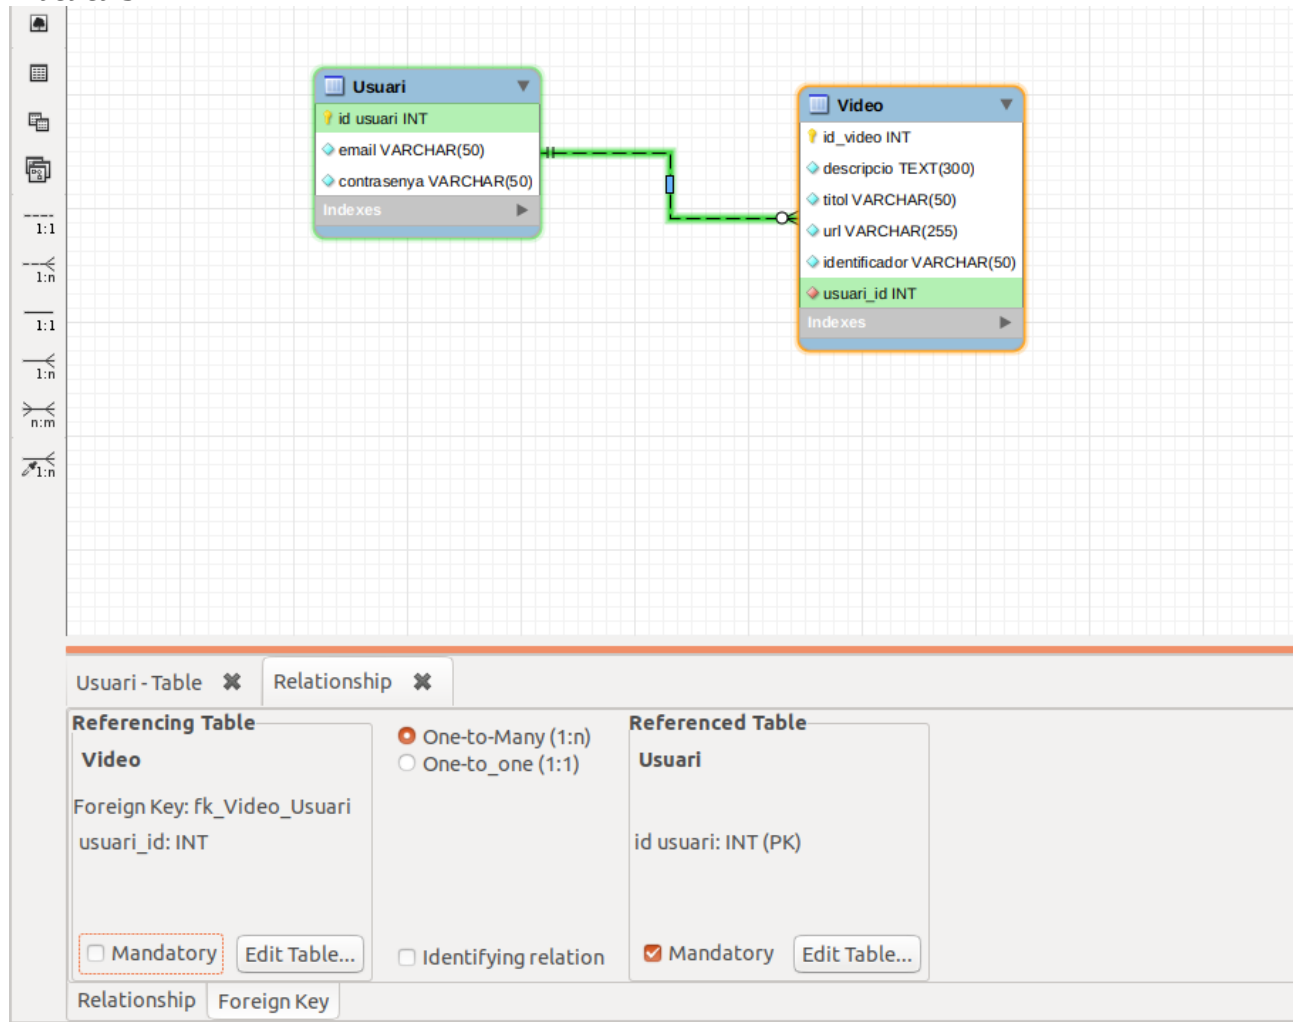 1:1
1:n
1:1
1:n
n:m
1:n
Usuari
id usuari INT
email VARCHAR(50)
contrasenya VARCHAR(50)
Indexes
Video
id_video INT
descripcio TEXT(300)
titol VARCHAR(50)
url VARCHAR(255)
identificador VARCHAR(50)
usuari_id INT
Indexes
Usuari - Table
Relationship
Referencing Table
Video
Foreign Key: fk_Video_Usuari
usuari_id: INT
Mandatory
Edit Table...
One-to-Many (1:n)
One-to_one (1:1)
Identifying relation
Referenced Table
Usuari
id usuari: INT (PK)
Mandatory
Edit Table...
Relationship
Foreign Key